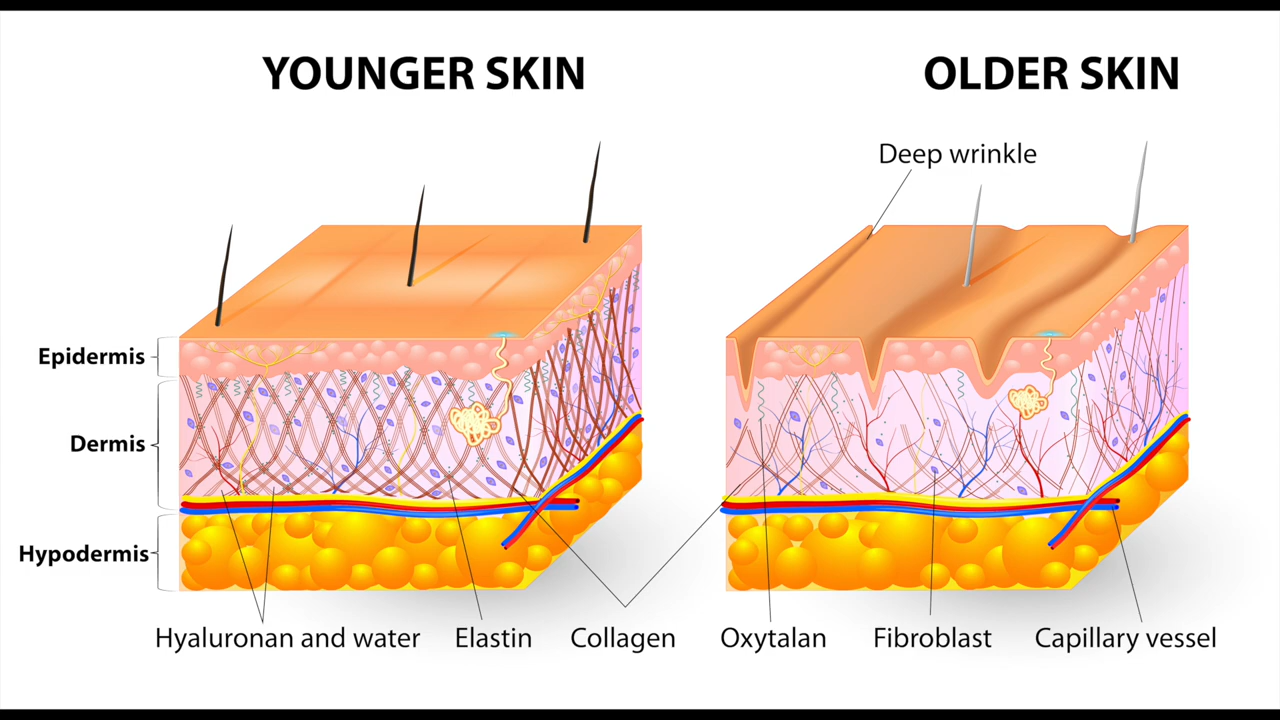 YOUNGER SKIN
OLDER SKIN
Deep wrinkle
Epidermis
Dermis
Hypodermis
Hyaluronan and water
Elastin
Collagen
Oxytalan
Fibroblast
Capillary vessel